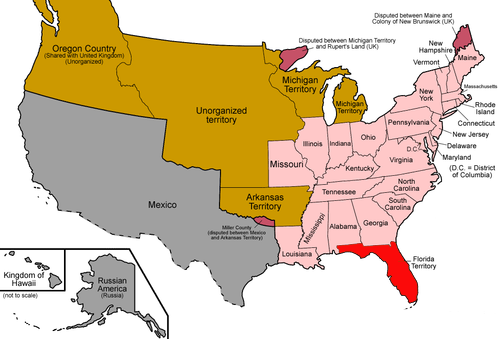 Disputed between Maine and
Colony of New Brunswick (UK)
Disputed between Michigan Territory
and Rupert's Land (UK)
Oregon Country
(Shared with United Kingdom)
(Unorganized)
New
Hampshire
Vermont
Maine
Michigan
Territory
Michigan
Territory
Massachusetts
New
York
Rhode
Island
Connecticut
Unorganized
territory
Pennsylvania
New Jersey
Illinois
Indiana
Ohio
D.C.
Delaware
Maryland
(D.C. = District
of Columbia)
Missouri
Virginia
Kentucky
Mexico
Arkansas
Territory
Tennessee
North
Carolina
South
Carolina
Miller County
(disputed between Mexico
and Arkansas Territory)
Mississippi
Alabama
Georgia
Louisiana
Florida
Territory
Kingdom of
Hawaii
(not to scale)
Russian
America
(Russia)